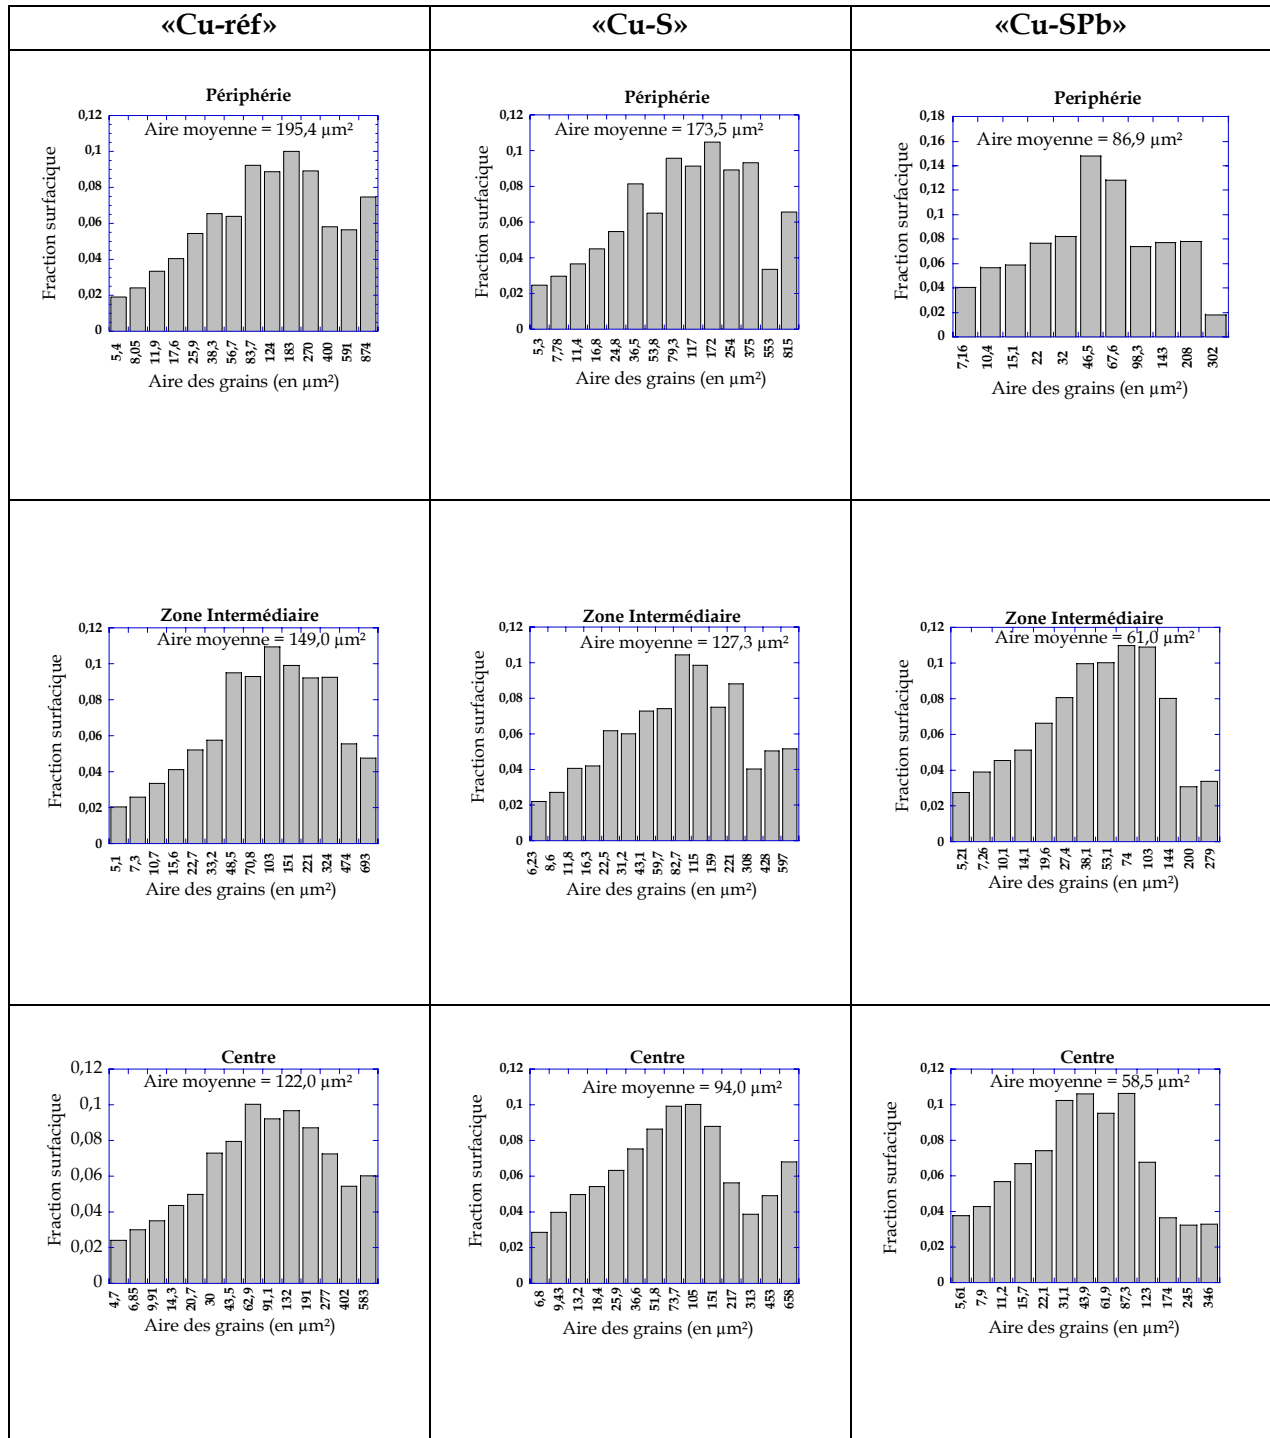 «Cu-réf» «Cu-S» «Cu-SPb»
Périphérie
Aire moyenne = 195,4 µm²
Fraction surfacique
0,12
0,1
0,08
0,06
0,04
0,02
0
5,4 8,05 11,9 17,6 25,9 38,3 56,7 83,7 124 183 270 400 591 874
Aire des grains (en µm²)
Périphérie
Aire moyenne = 173,5 µm²
Fraction surfacique
0,12
0,1
0,08
0,06
0,04
0,02
0
5,3 7,78 11,4 16,8 24,8 36,5 53,8 79,3 117 172 254 375 553 815
Aire des grains (en µm²)
Periphérie
Aire moyenne = 86,9 µm²
Fraction surfacique
0,18
0,16
0,14
0,12
0,1
0,08
0,06
0,04
0,02
0
7,16 10,4 15,1 22 32 46,5 67,6 98,3 143 208 302
Aire des grains (en µm²)
Zone Intermédiaire
Aire moyenne = 149,0 µm²
Fraction surfacique
0,12
0,1
0,08
0,06
0,04
0,02
0
5,1 7,3 10,7 15,6 22,7 33,2 48,5 70,8 103 151 221 324 474 693
Aire des grains (en µm²)
Zone Intermédiaire
Aire moyenne = 127,3 µm²
Fraction surfacique
0,12
0,1
0,08
0,06
0,04
0,02
0
6,23 8,6 11,8 16,3 22,5 31,2 43,1 59,7 82,7 115 159 221 308 428 597
Aire des grains (en µm²)
Zone Intermédiaire
Aire moyenne = 61,0 µm²
Fraction surfacique
0,12
0,1
0,08
0,06
0,04
0,02
0
5,21 7,26 10,1 14,1 19,6 27,4 38,1 53,1 74 103 144 200 279
Aire des grains (en µm²)
Centre
Aire moyenne = 122,0 µm²
Fraction surfacique
0,12
0,1
0,08
0,06
0,04
0,02
0
4,7 6,85 9,91 14,3 20,7 30 43,5 62,9 91,1 132 191 277 402 583
Aire des grains (en µm²)
Centre
Aire moyenne = 94,0 µm²
Fraction surfacique
0,12
0,1
0,08
0,06
0,04
0,02
0
6,8 9,43 13,2 18,4 25,9 36,6 51,8 73,7 105 151 217 313 453 658
Aire des grains (en µm²)
Centre
Aire moyenne = 58,5 µm²
Fraction surfacique
0,12
0,1
0,08
0,06
0,04
0,02
0
5,61 7,9 11,2 15,7 22,1 31,1 43,9 61,9 87,3 123 174 245 346
Aire des grains (en µm²)